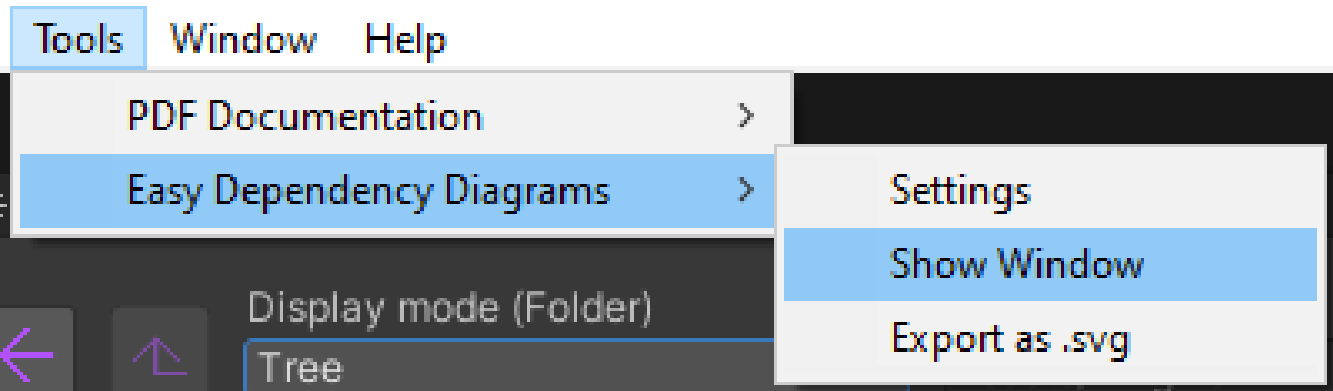 Tools Window Help
PDF Documentation
Easy Dependency Diagrams
Settings
Show Window
Export as .svg
Display mode (Folder)
Tree